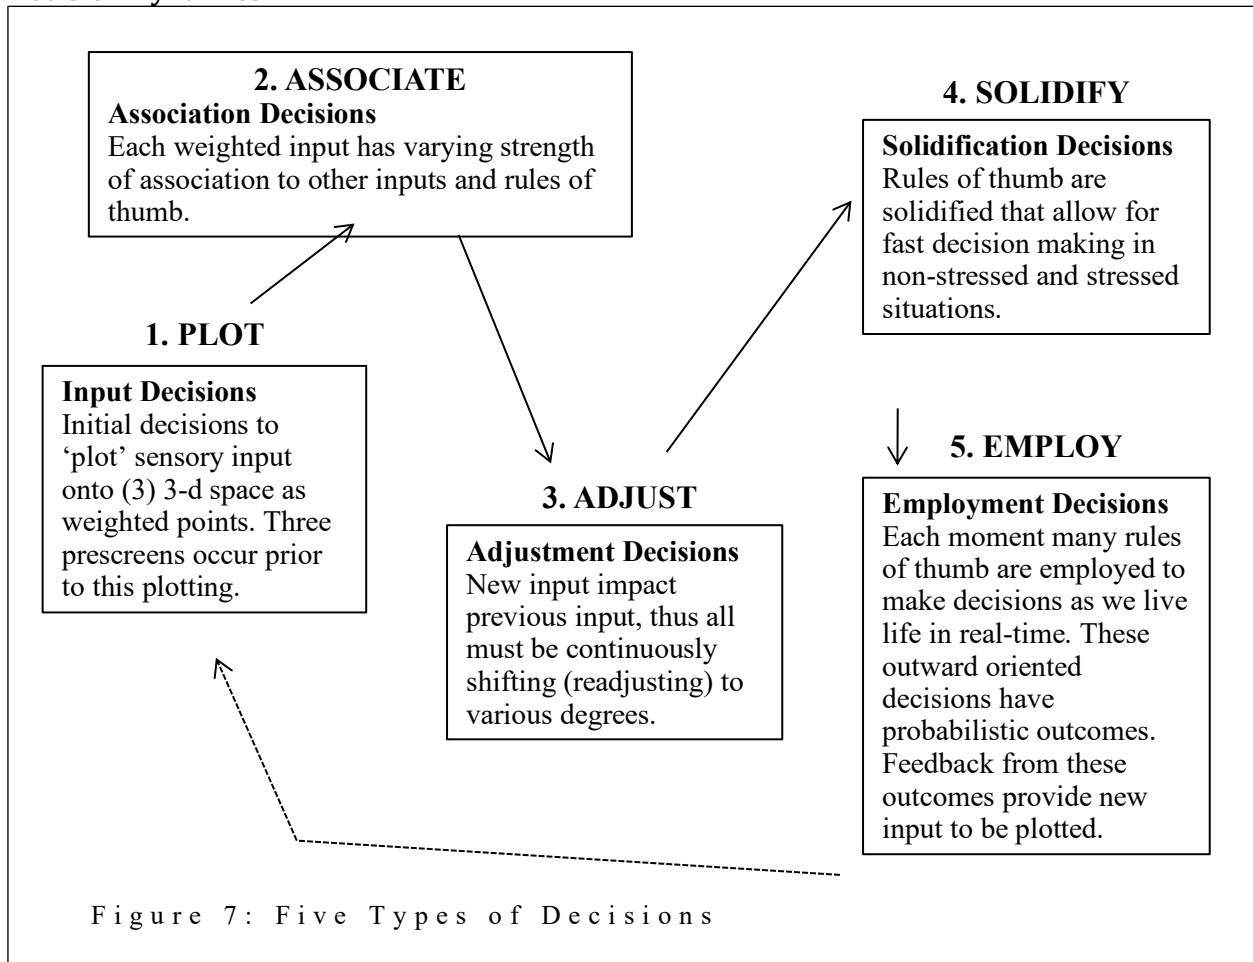 2. ASSOCIATE
Association Decisions
Each weighted input has varying strength
of association to other inputs and rules of
thumb.
4. SOLIDIFY
Solidification Decisions
Rules of thumb are
solidified that allow for
fast decision making in
non-stressed and stressed
situations.
1. PLOT
Input Decisions
Initial decisions to
‘plot’ sensory input
onto (3) 3-d space as
weighted points. Three
prescreens occur prior
to this plotting.
3. ADJUST
Adjustment Decisions
New input impact
previous input, thus all
must be continuously
shifting (readjusting) to
various degrees.
5. EMPLOY
Employment Decisions
Each moment many rules
of thumb are employed to
make decisions as we live
life in real-time. These
outward oriented
decisions have
probabilistic outcomes.
Feedback from these
outcomes provide new
input to be plotted.
Figure 7: Five Types of Decisions